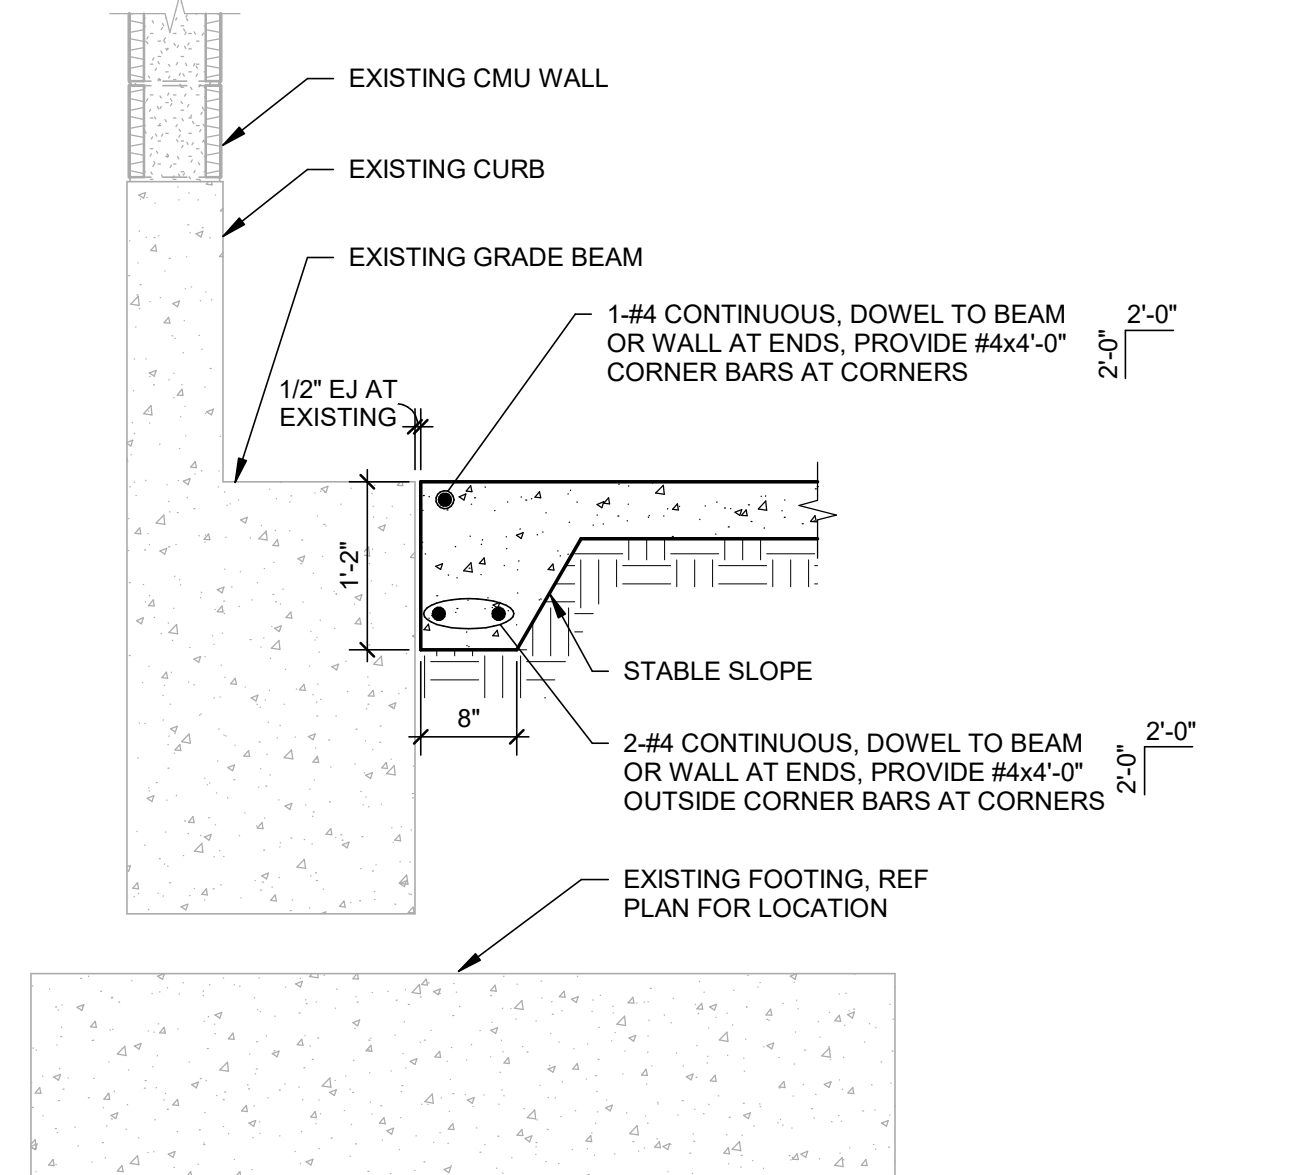 EXISTING CMU WALL
EXISTING CURB
EXISTING GRADE BEAM
1-#4 CONTINUOUS, DOWEL TO BEAM
OR WALL AT ENDS, PROVIDE #4x4'-0"
CORNER BARS AT CORNERS
2'-0"
2'-0"
1/2" EJ AT
EXISTING
1'-2"
STABLE SLOPE
8"
2-#4 CONTINUOUS, DOWEL TO BEAM
OR WALL AT ENDS, PROVIDE #4x4'-0"
OUTSIDE CORNER BARS AT CORNERS
2'-0"
2'-0"
EXISTING FOOTING, REF
PLAN FOR LOCATION